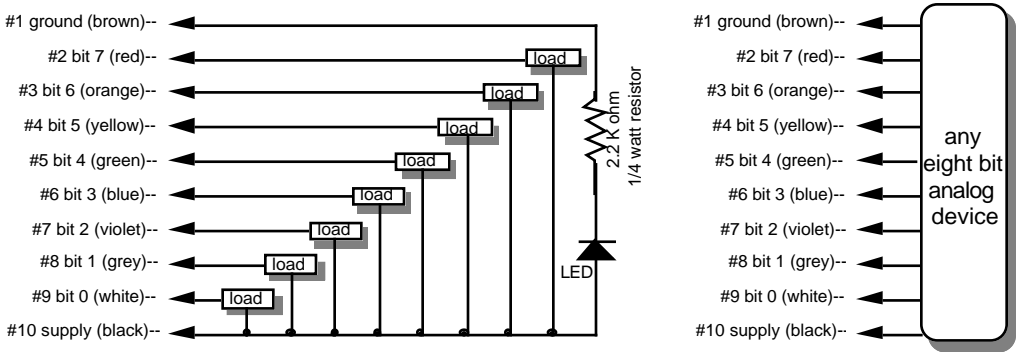 #1 ground (brown)--
#2 bit 7 (red)--
load
#3 bit 6 (orange)--
load
#4 bit 5 (yellow)--
load
#5 bit 4 (green)--
load
#6 bit 3 (blue)--
load
#7 bit 2 (violet)--
load
#8 bit 1 (grey)--
load
#9 bit 0 (white)--
load
#10 supply (black)--
2.2 K ohm
1/4 watt resistor
LED
#1 ground (brown)--
#2 bit 7 (red)--
#3 bit 6 (orange)--
#4 bit 5 (yellow)--
#5 bit 4 (green)--
#6 bit 3 (blue)--
#7 bit 2 (violet)--
#8 bit 1 (grey)--
#9 bit 0 (white)--
#10 supply (black)--
any
eight bit
analog
device